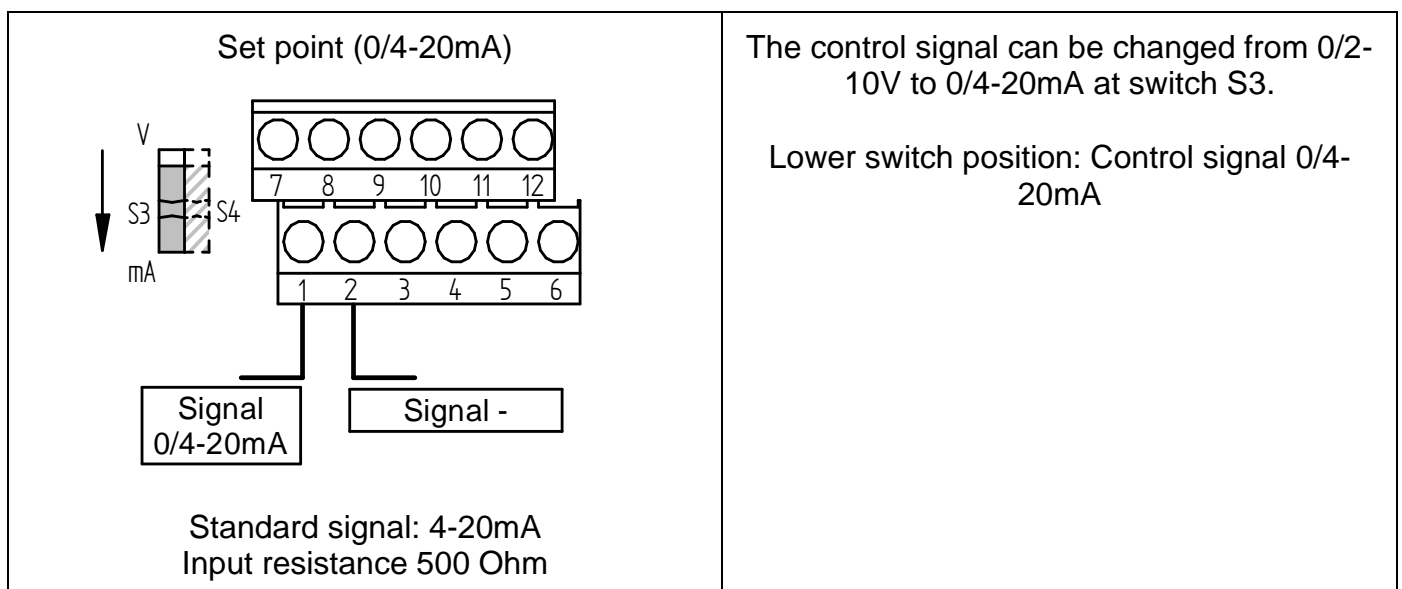 Set point (0/4-20mA)
V
S3
S4
mA
7 8 9 10 11 12
1 2 3 4 5 6
Signal
0/4-20mA
Signal -
Standard signal: 4-20mA
Input resistance 500 Ohm
The control signal can be changed from 0/2-
10V to 0/4-20mA at switch S3.
Lower switch position: Control signal 0/4-
20mA